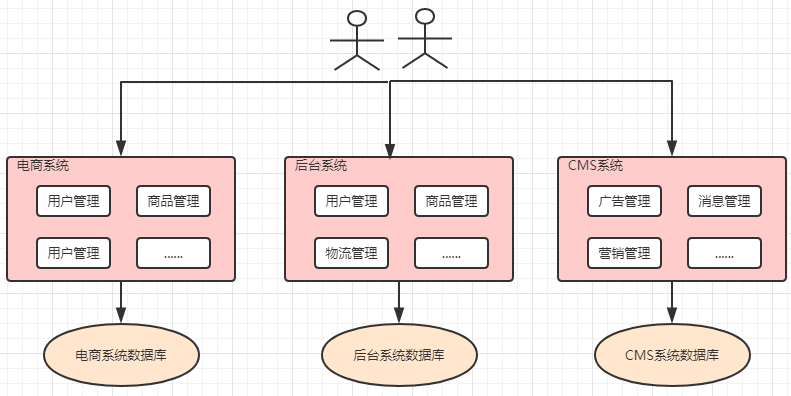 电商系统
用户管理
商品管理
用户管理
......
后台系统
用户管理
商品管理
物流管理
......
CMS系统
广告管理
消息管理
营销管理
......
电商系统数据库
后台系统数据库
CMS系统数据库